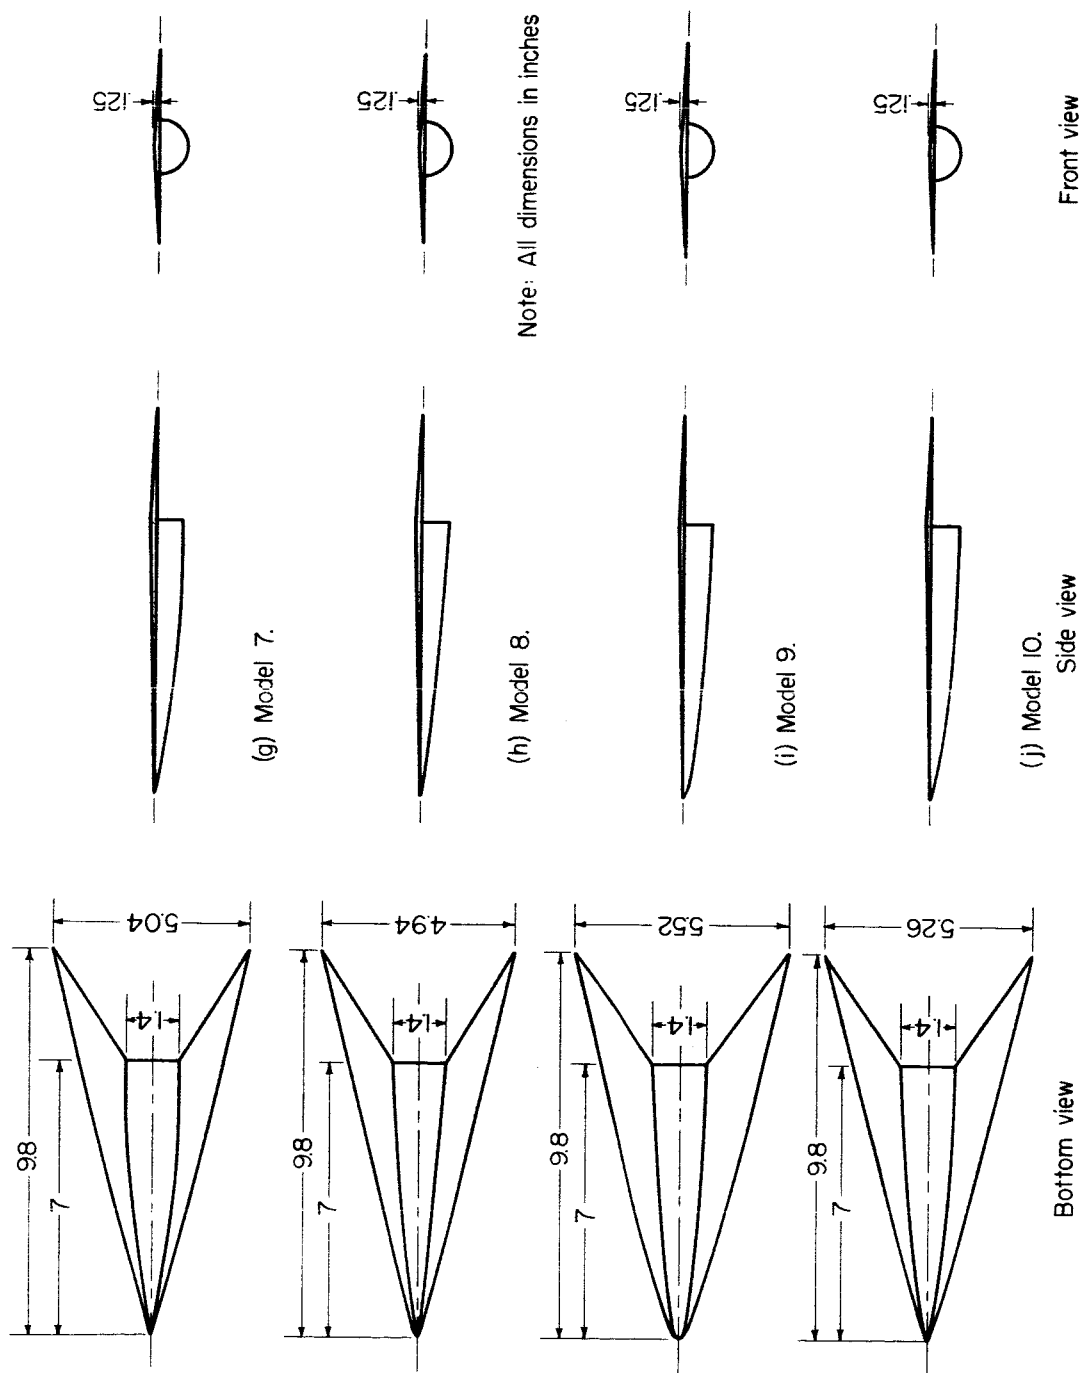 9.8
7
5.04
1.4
.125
(g) Model 7.
9.8
7
4.94
1.4
.125
(h) Model 8.
Note: All dimensions in inches
9.8
7
5.52
1.4
.125
(i) Model 9.
9.8
7
5.26
1.4
.125
(j) Model 10.
Bottom view
Side view
Front view